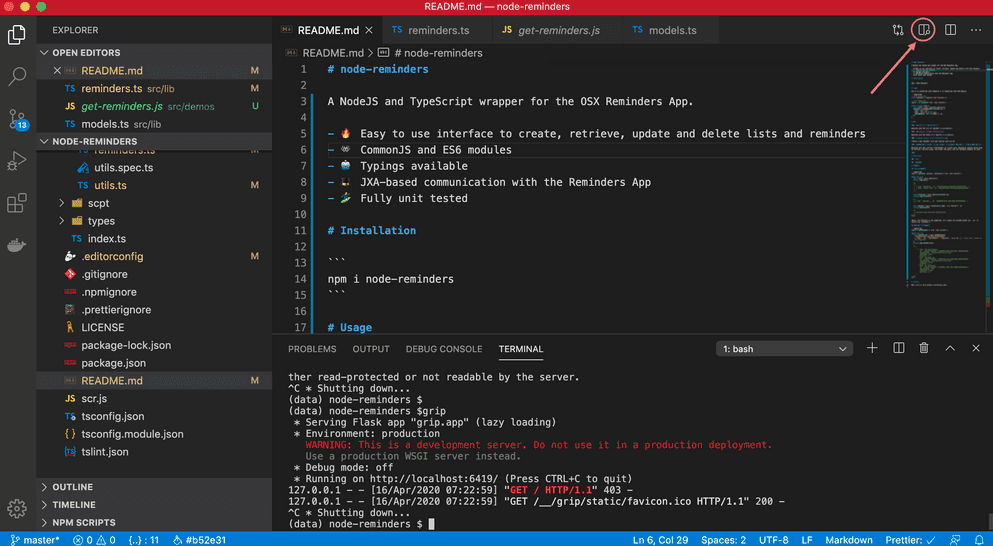 README.md — node-reminders
EXPLORER
OPEN EDITORS
README.md M
reminders.ts src/lib M
get-reminders.js src/demos U
models.ts src/lib
13
NODE-REMINDERS
reminders.ts
utils.spec.ts
utils.ts M
scpt
types
index.ts
.editorconfig M
.gitignore
.npmignore
.prettierignore
LICENSE
package-lock.json
package.json
README.md M
scr.js
tsconfig.json
tsconfig.module.json
tslint.json
OUTLINE
TIMELINE
NPM SCRIPTS
README.md
reminders.ts
get-reminders.js
models.ts
README.md > # node-reminders
1 # node-reminders
2
3 A NodeJS and TypeScript wrapper for the OSX Reminders App.
4
5 - 🔥 Easy to use interface to create, retrieve, update and delete lists and reminders
6 - CommonJS and ES6 modules
7 - Typings available
8 - JXA-based communication with the Reminders App
9 - 🏄 Fully unit tested
10
11 # Installation
12
13 ```
14 npm i node-reminders
15 ```
16
17 # Usage
PROBLEMS OUTPUT DEBUG CONSOLE TERMINAL
1: bash
ther read-protected or not readable by the server.
^C * Shutting down...
(data) node-reminders $
(data) node-reminders $grip
* Serving Flask app "grip.app" (lazy loading)
* Environment: production
WARNING: This is a development server. Do not use it in a production deployment.
Use a production WSGI server instead.
* Debug mode: off
* Running on http://localhost:6419/ (Press CTRL+C to quit)
127.0.0.1 - - [16/Apr/2020 07:22:59] "GET / HTTP/1.1" 403 -
127.0.0.1 - - [16/Apr/2020 07:22:59] "GET /__/grip/static/favicon.ico HTTP/1.1" 200 -
^C * Shutting down...
(data) node-reminders $
master* 0 0 {..} : 11 #b52e31 Ln 6, Col 29 Spaces: 2 UTF-8 LF Markdown Prettier: ✓